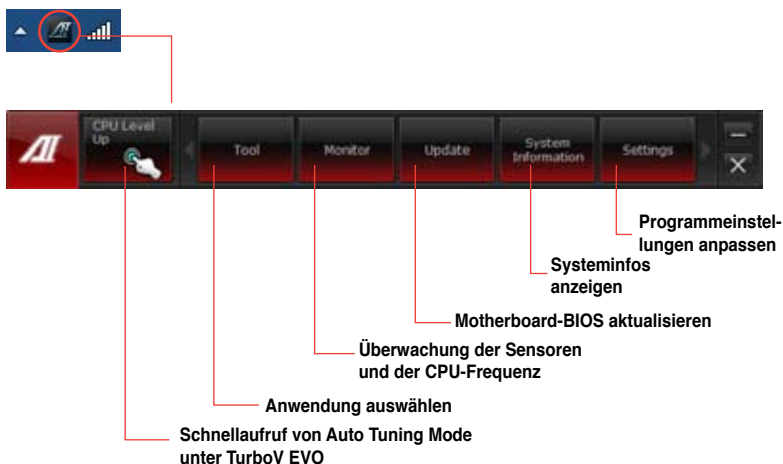 CPU Level
Up
Tool
Monitor
Update
System
Information
Settings
Programmeinstel-
lungen anpassen
Systeminfos
anzeigen
Motherboard-BIOS aktualisieren
Überwachung der Sensoren
und der CPU-Frequenz
Anwendung auswählen
Schnellaufruf von Auto Tuning Mode
unter TurboV EVO